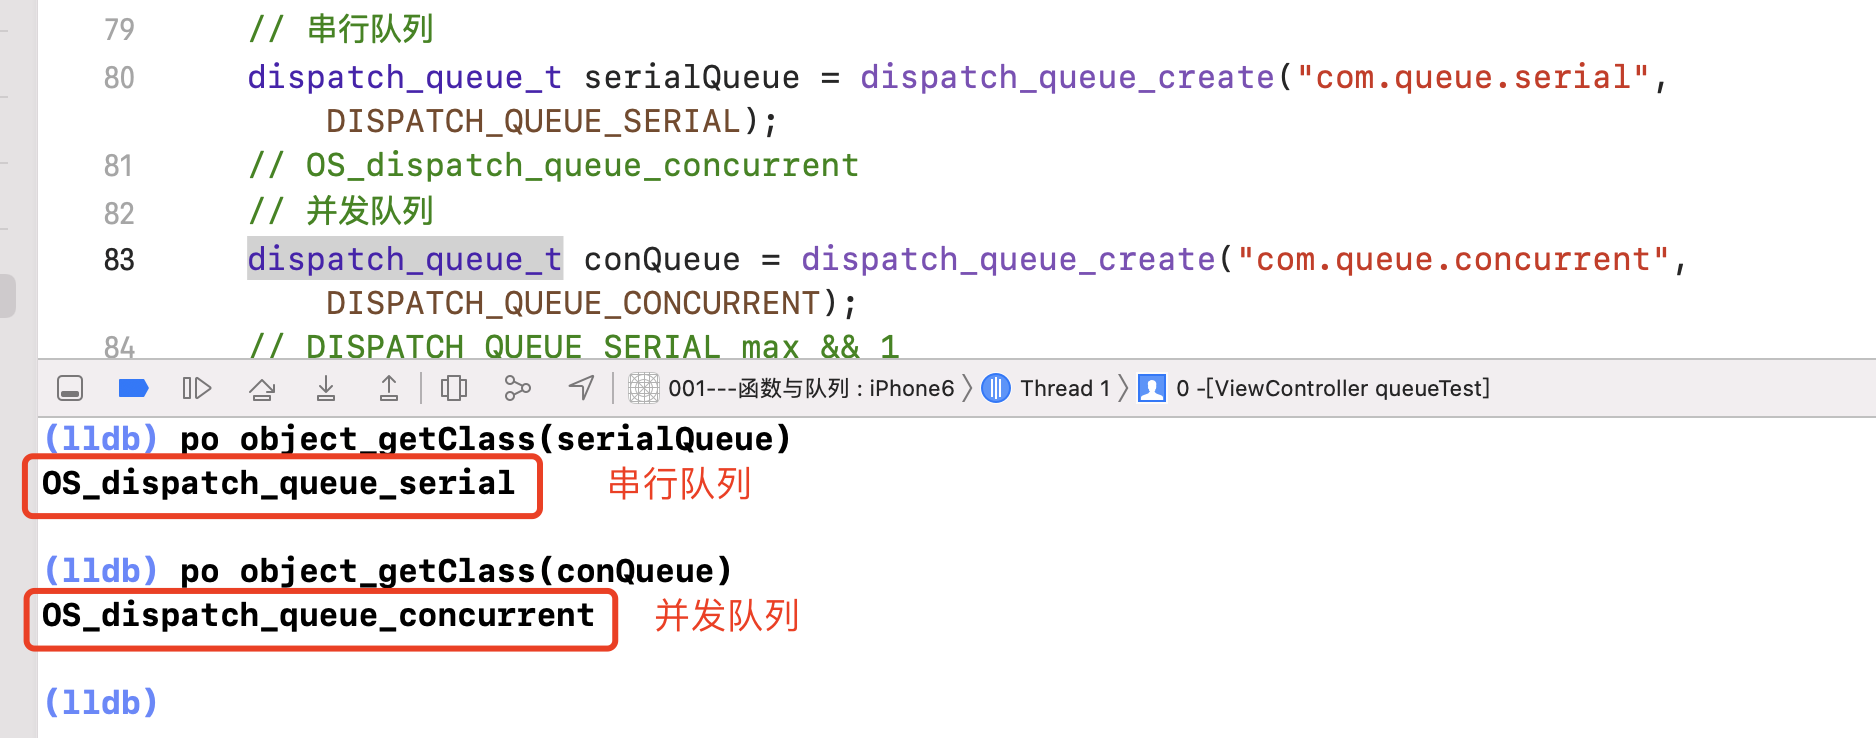 79 // 串行队列
80 dispatch_queue_t serialQueue = dispatch_queue_create("com.queue.serial",
DISPATCH_QUEUE_SERIAL);
81 // OS_dispatch_queue_concurrent
82 // 并发队列
83 dispatch_queue_t conQueue = dispatch_queue_create("com.queue.concurrent",
DISPATCH_QUEUE_CONCURRENT);
84 // DISPATCH_QUEUE_SERIAL max && 1
001---函数与队列 : iPhone6 〉 Thread 1 〉 0 -[ViewController queueTest]
(lldb) po object_getClass(serialQueue)
OS_dispatch_queue_serial 串行队列
(lldb) po object_getClass(conQueue)
OS_dispatch_queue_concurrent 并发队列
(lldb)